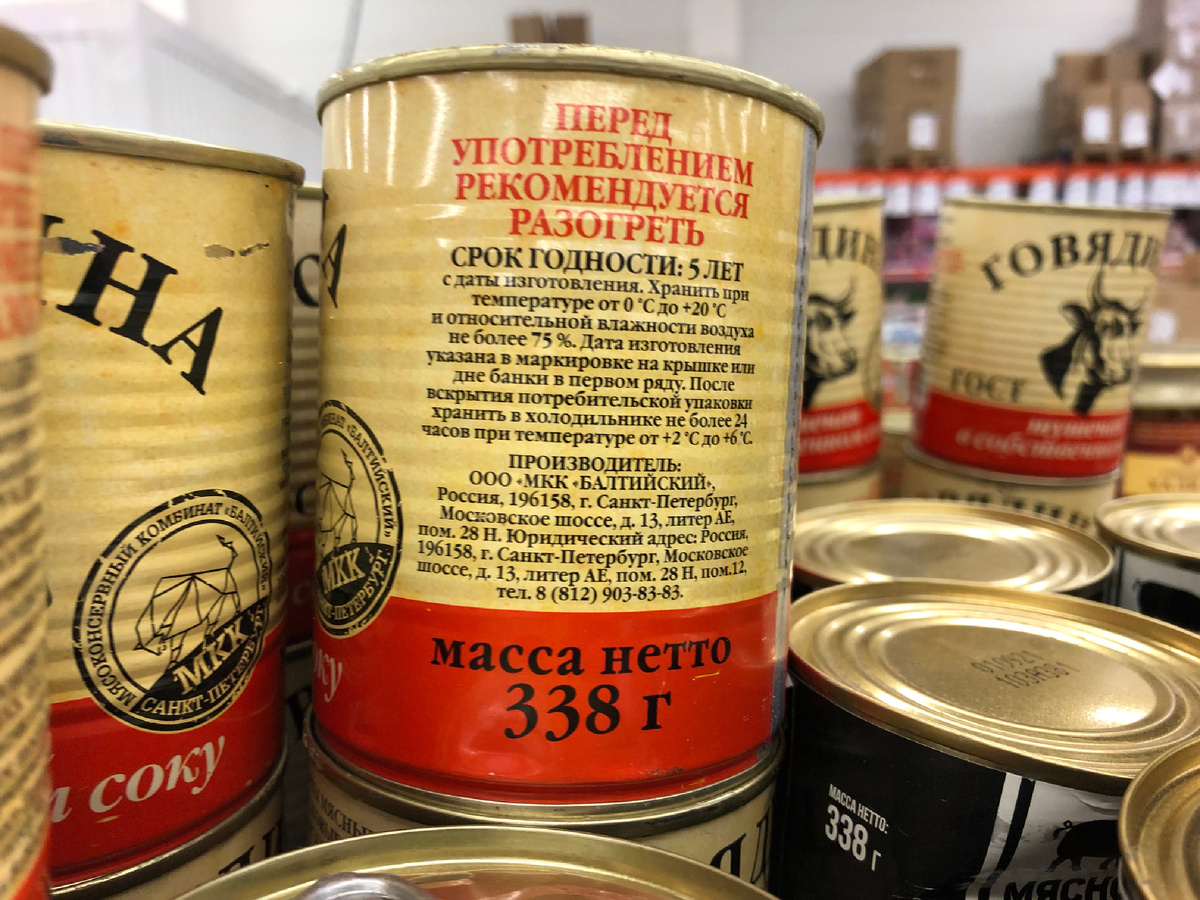 ПЕРЕД
УПОТРЕБЛЕНИЕМ
РЕКОМЕНДУЕТСЯ
РАЗОГРЕТЬ
СРОК ГОДНОСТИ: 5 ЛЕТ
с даты изготовления. Хранить при
температуре от 0 °С до +20 °С
и относительной влажности воздуха
не более 75 %. Дата изготовления
указана в маркировке на крышке или
дне банки в первом ряду. После
вскрытия потребительской упаковки
хранить в холодильнике не более 24
часов при температуре от +2 °С до +6 °С.
ПРОИЗВОДИТЕЛЬ:
ООО «МКК «БАЛТИЙСКИЙ»,
Россия, 196158, г. Санкт-Петербург,
Московское шоссе, д. 13, литер АЕ,
пом. 28 Н. Юридический адрес: Россия,
196158, г. Санкт-Петербург, Московское
шоссе, д. 13, литер АЕ, пом. 28 Н, пом.12,
тел. 8 (812) 903-83-83.
масса нетто
338 г
МЯСОКОНСЕРВНЫЙ КОМБИНАТ «БАЛТИЙСКИЙ»
МКК
САНКТ-ПЕТЕРБУРГ
соку
МКК
ГОВЯДИ
ГОСТ
010921
МАССА НЕТТО:
338 г